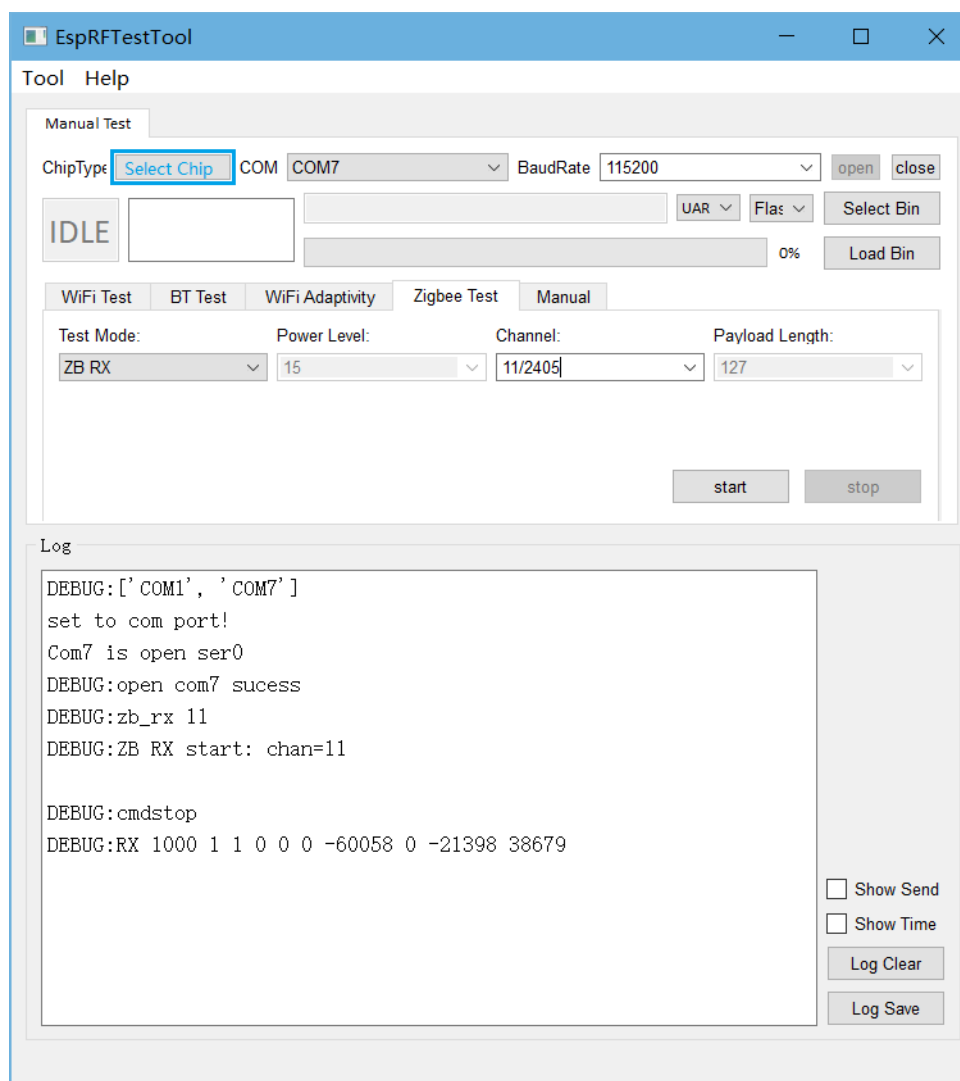 EspRFTestTool
Tool Help
Manual Test
ChipType Select Chip COM COM7 BaudRate 115200 open close
IDLE UAR Flas Select Bin
0% Load Bin
WiFi Test BT Test WiFi Adaptivity Zigbee Test Manual
Test Mode: Power Level: Channel: Payload Length:
ZB RX 15 11/2405 127
start stop
Log
DEBUG:['COM1', 'COM7']
set to com port!
Com7 is open ser0
DEBUG:open com7 sucess
DEBUG:zb_rx 11
DEBUG:ZB RX start: chan=11
DEBUG:cmdstop
DEBUG:RX 1000 1 1 0 0 0 -60058 0 -21398 38679
Show Send
Show Time
Log Clear
Log Save